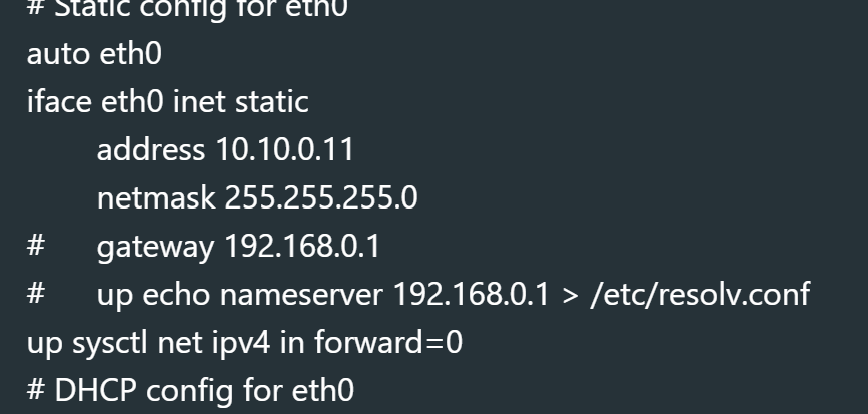 # Static config for eth0
auto eth0
iface eth0 inet static
address 10.10.0.11
netmask 255.255.255.0
# gateway 192.168.0.1
# up echo nameserver 192.168.0.1 > /etc/resolv.conf
up sysctl net ipv4 in forward=0
# DHCP config for eth0